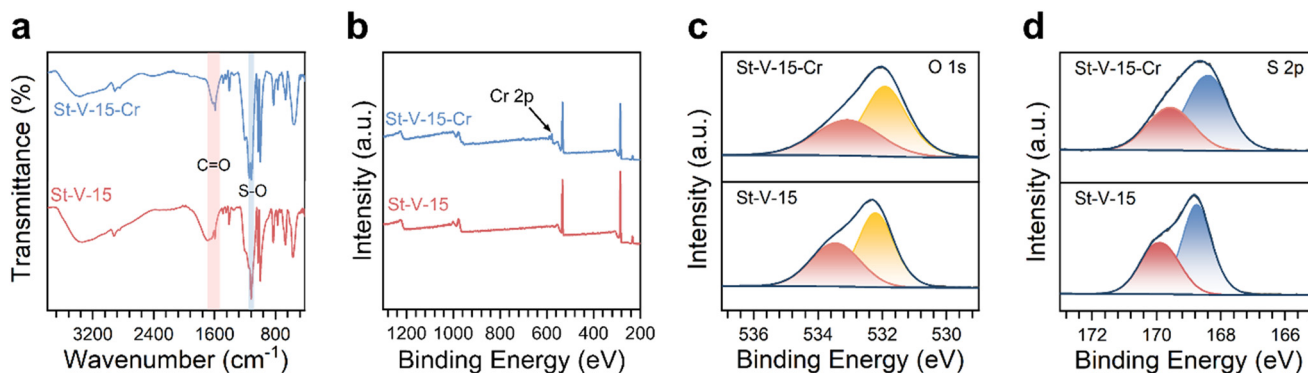 a
Transmittance (%)
St-V-15-Cr
C=O
S-O
St-V-15
3200 2400 1600 800
Wavenumber (cm-1)
b
Intensity (a.u.)
Cr 2p
St-V-15-Cr
St-V-15
1200 1000 800 600 400 200
Binding Energy (eV)
c
Intensity (a.u.)
St-V-15-Cr
O 1s
St-V-15
536 534 532 530
Binding Energy (eV)
d
Intensity (a.u.)
St-V-15-Cr
S 2p
St-V-15
172 170 168 166
Binding Energy (eV)